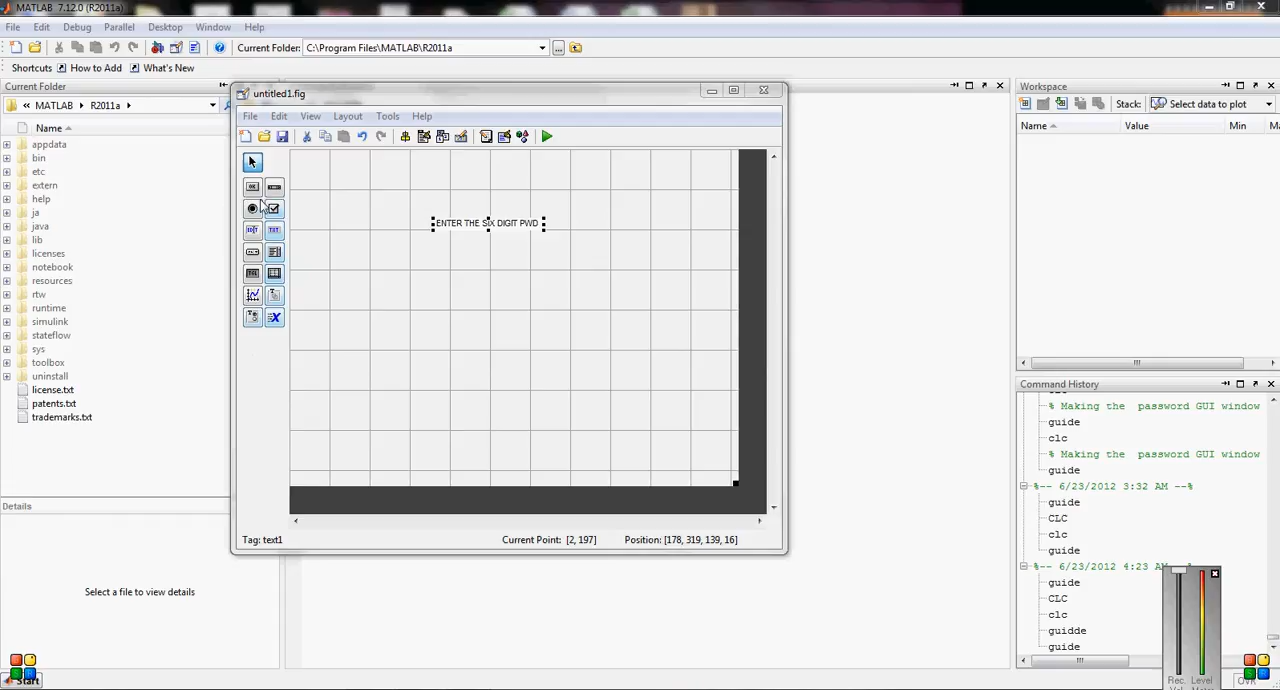 MATLAB 7.12.0 (R2011a)
File Edit Debug Parallel Desktop Window Help
Current Folder: C:\Program Files\MATLAB\R2011a
Shortcuts How to Add What's New
Current Folder
« MATLAB ▸ R2011a ▸
Name
appdata
bin
etc
extern
help
ja
java
lib
licenses
notebook
resources
rtw
runtime
simulink
stateflow
sys
toolbox
uninstall
license.txt
patents.txt
trademarks.txt
Details
Select a file to view details
Start
untitled1.fig
File Edit View Layout Tools Help
OK
EDIT TXT
ENTER THE SIX DIGIT PWD
Tag: text1 Current Point: [2, 197] Position: [178, 319, 139, 16]
Workspace
Stack: Select data to plot
Name Value Min
Command History
% Making the password GUI window
guide
clc
% Making the password GUI window
guide
%-- 6/23/2012 3:32 AM --%
guide
CLC
clc
guide
%-- 6/23/2012 4:23 AM
guide
CLC
clc
guidde
guide
Rec. Level
OVR